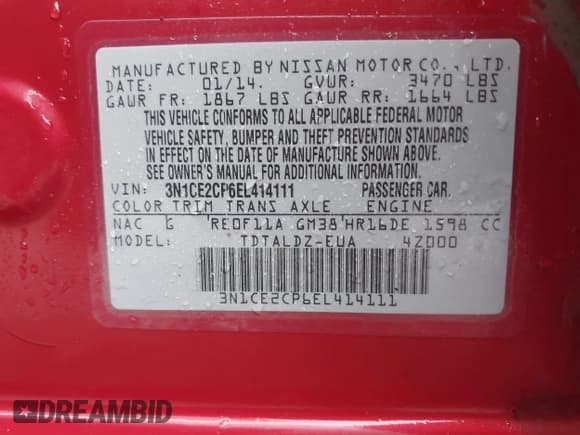 MANUFACTURED BY NISSAN MOTOR CO., LTD.
DATE: 01/14. GVWR: 3470 LBS
GAWR FR: 1867 LBS GAWR RR: 1664 LBS
THIS VEHICLE CONFORMS TO ALL APPLICABLE FEDERAL MOTOR
VEHICLE SAFETY, BUMPER AND THEFT PREVENTION STANDARDS
IN EFFECT ON THE DATE OF MANUFACTURE SHOWN ABOVE.
SEE OWNER'S MANUAL FOR ADDITIONAL INFORMATION.
VIN: 3N1CE2CP6EL414111 PASSENGER CAR.
COLOR TRIM TRANS AXLE ENGINE
NAC G RE0F11A GM38 HR16DE 1598 CC
MODEL: TDTALDZ-EUA 42000
3N1CE2CP6EL414111
DREAMBID